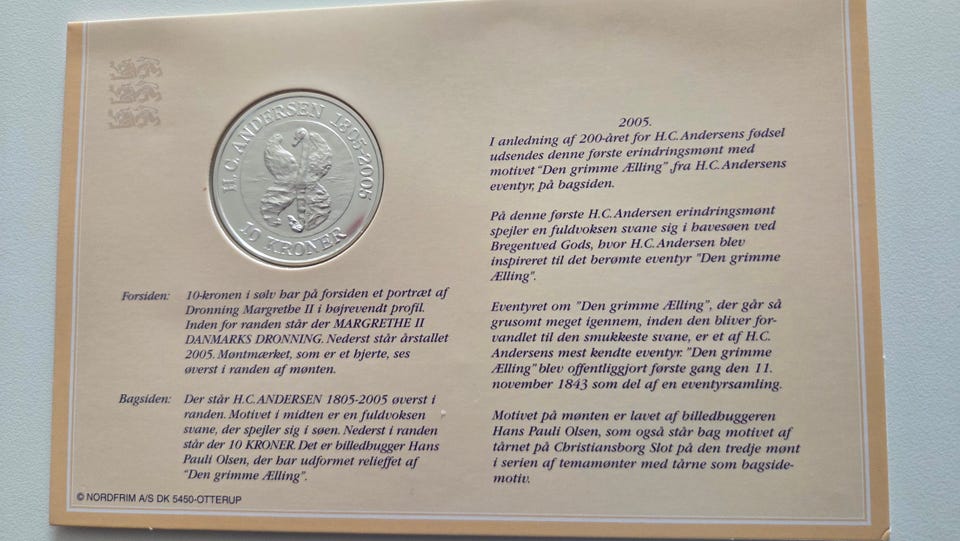 H.C. ANDERSEN 1805-2005
10 KRONER
Forsiden: 10-kronen i sølv har på forsiden et portræt af
Dronning Margrethe II i højrevendt profil.
Inden for randen står der MARGRETHE II
DANMARKS DRONNING. Nederst står årstallet
2005. Møntmærket, som er et hjerte, ses
øverst i randen af mønten.
Bagsiden: Der står H.C. ANDERSEN 1805-2005 øverst i
randen. Motivet i midten er en fuldvoksen
svane, der spejler sig i søen. Nederst i randen
står der 10 KRONER. Det er billedhugger Hans
Pauli Olsen, der har udformet relieffet af
"Den grimme Ælling".
© NORDFRIM A/S DK 5450-OTTERUP
2005.
I anledning af 200-året for H.C. Andersens fødsel
udsendes denne første erindringsmønt med
motivet "Den grimme Ælling", fra H.C. Andersens
eventyr, på bagsiden.
På denne første H.C. Andersen erindringsmønt
spejler en fuldvoksen svane sig i havesøen ved
Bregentved Gods, hvor H.C. Andersen blev
inspireret til det berømte eventyr "Den grimme
Ælling".
Eventyret om "Den grimme Ælling", der går så
grusomt meget igennem, inden den bliver for-
vandlet til den smukkeste svane, er et af H.C.
Andersens mest kendte eventyr. "Den grimme
Ælling" blev offentliggjort første gang den 11.
november 1843 som del af en eventyrsamling.
Motivet på mønten er lavet af billedhuggeren
Hans Pauli Olsen, som også står bag motivet af
tårnet på Christiansborg Slot på den tredje mønt
i serien af temamønter med tårne som bagside-
motiv.